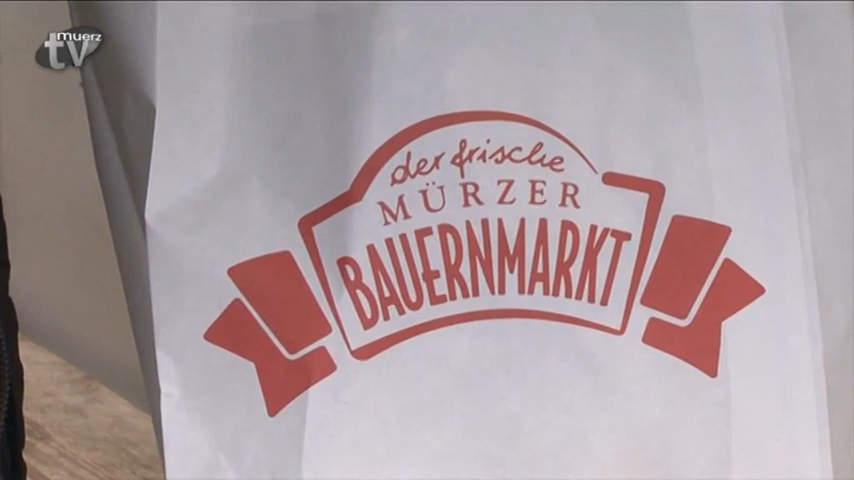 muerz
tv
der frische
MÜRZER
BAUERNMARKT